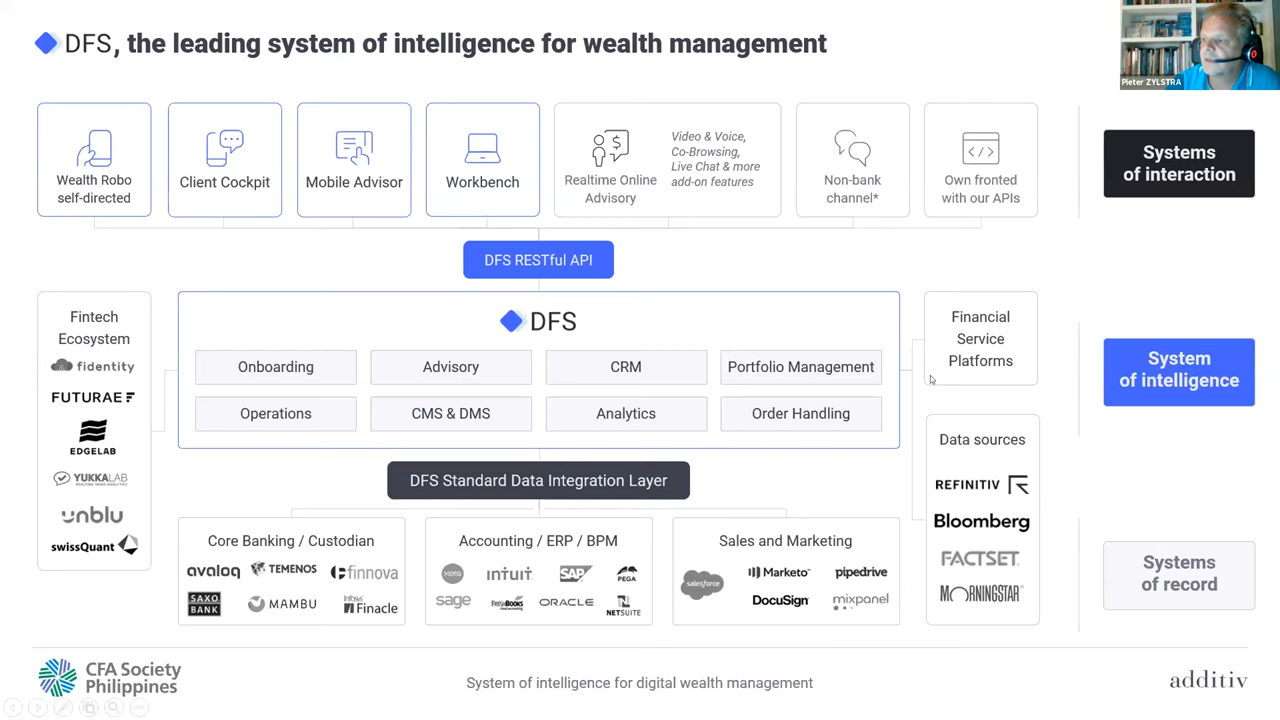 DFS, the leading system of intelligence for wealth management
Pieter ZYLSTRA
Wealth Robo
self-directed
Client Cockpit
Mobile Advisor
Workbench
Realtime Online
Advisory
Video & Voice,
Co-Browsing,
Live Chat & more
add-on features
Non-bank
channel*
Own fronted
with our APIs
Systems
of interaction
DFS RESTful API
Fintech
Ecosystem
fidentity
FUTURAE
EDGELAB
YUKKALAB
unblu
swissQuant
DFS
Onboarding
Advisory
CRM
Portfolio Management
Operations
CMS & DMS
Analytics
Order Handling
Financial
Service
Platforms
System
of intelligence
Data sources
REFINITIV
Bloomberg
FACTSET
MORNINGSTAR
DFS Standard Data Integration Layer
Core Banking / Custodian
avaloq
TEMENOS
finnova
SAXO
BANK
MAMBU
Infosys
Finacle
Accounting / ERP / BPM
xero
INTUIT
SAP
PEGA
sage
FreshBooks
ORACLE
NETSUITE
Sales and Marketing
salesforce
Marketo
pipedrive
DocuSign
mixpanel
Systems
of record
CFA Society
Philippines
System of intelligence for digital wealth management
additiv